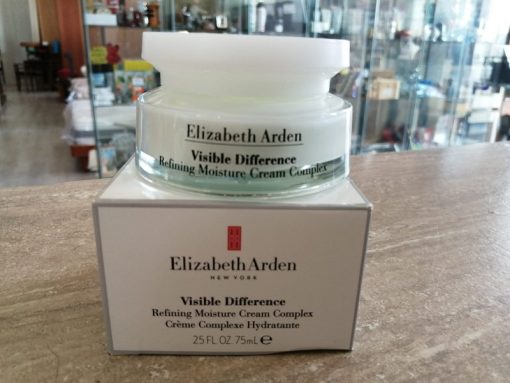 Elizabeth Arden
Visible Difference
Refining Moisture Cream Complex
Elizabeth Arden
NEW YORK
Visible Difference
Refining Moisture Cream Complex
Crème Complexe Hydratante
2.5 FL. OZ. 75mL ℮